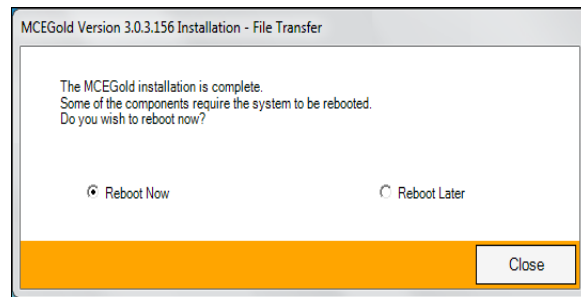 MCEGold Version 3.0.3.156 Installation - File Transfer
The MCEGold installation is complete.
Some of the components require the system to be rebooted.
Do you wish to reboot now?
Reboot Now
Reboot Later
Close